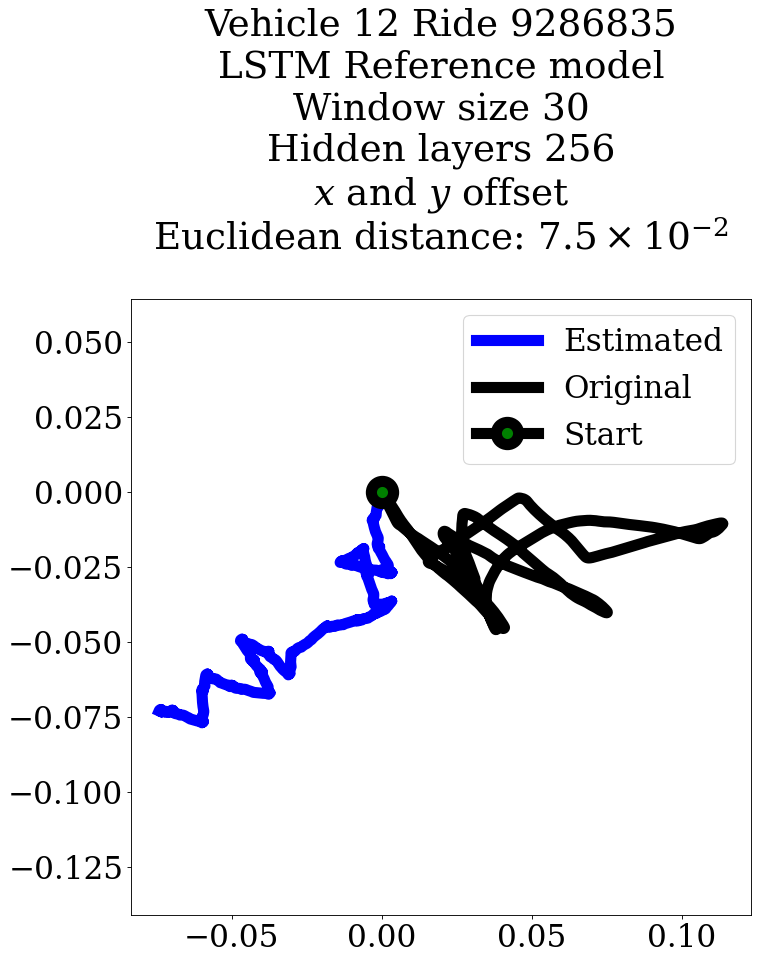 Vehicle 12 Ride 9286835
LSTM Reference model
Window size 30
Hidden layers 256
x and y offset
Euclidean distance: 7.5 × 10⁻²
Estimated
Original
Start
0.050
0.025
0.000
−0.025
−0.050
−0.075
−0.100
−0.125
−0.05 0.00 0.05 0.10